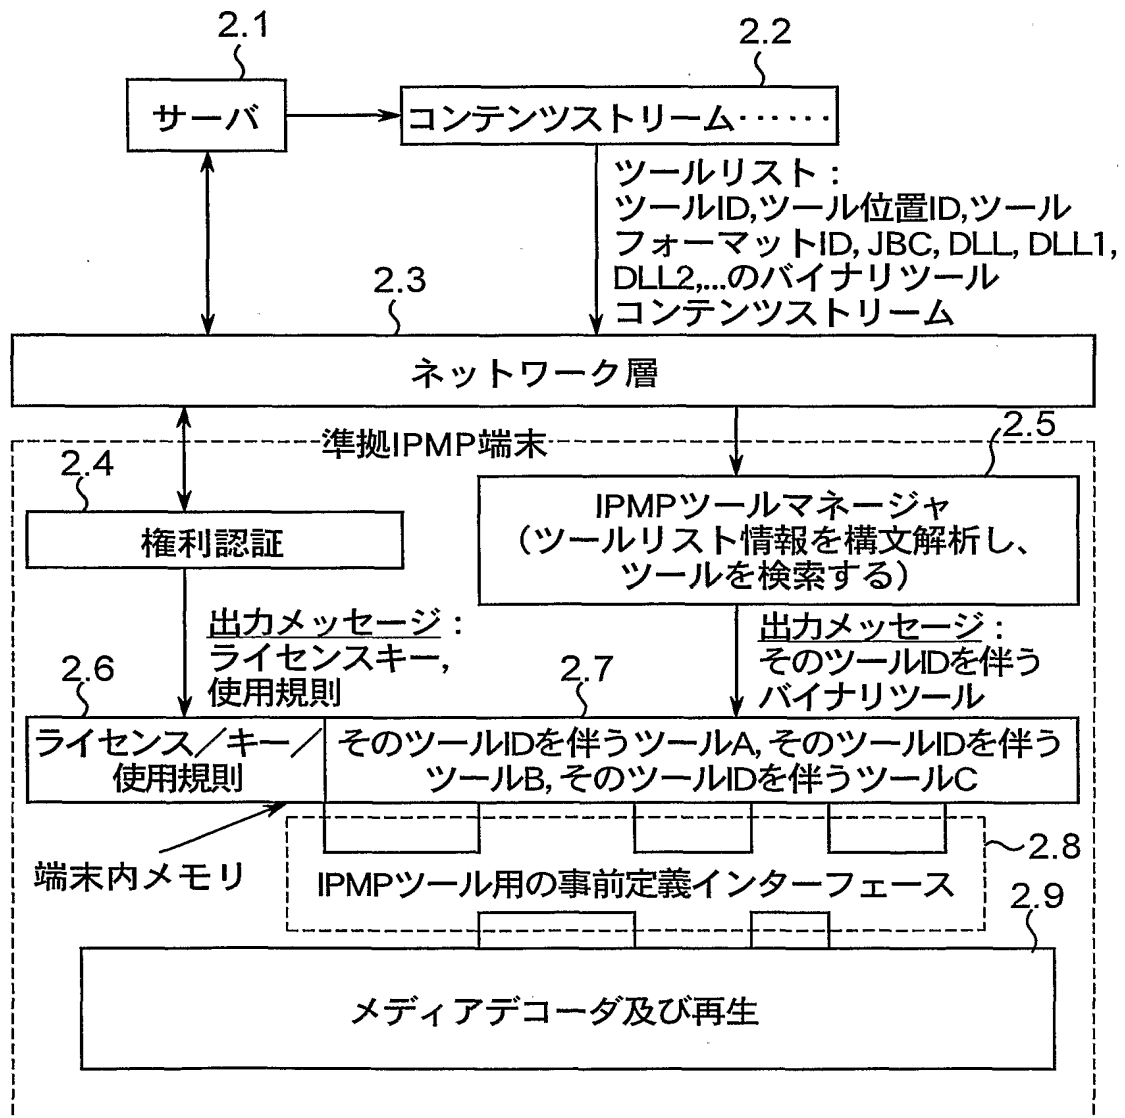 2.1
2.2
サーバ
コンテンツストリーム‥‥‥
ツールリスト：
ツールID,ツール位置ID,ツール
フォーマットID, JBC, DLL, DLL1,
DLL2,...のバイナリツール
コンテンツストリーム
2.3
ネットワーク層
準拠IPMP端末
2.4
2.5
権利認証
IPMPツールマネージャ
（ツールリスト情報を構文解析し、
ツールを検索する）
出力メッセージ：
ライセンスキー,
使用規則
出力メッセージ：
そのツールIDを伴う
バイナリツール
2.6
2.7
ライセンス／キー／
使用規則
そのツールIDを伴うツールA, そのツールIDを伴う
ツールB, そのツールIDを伴うツールC
端末内メモリ
2.8
IPMPツール用の事前定義インターフェース
2.9
メディアデコーダ及び再生